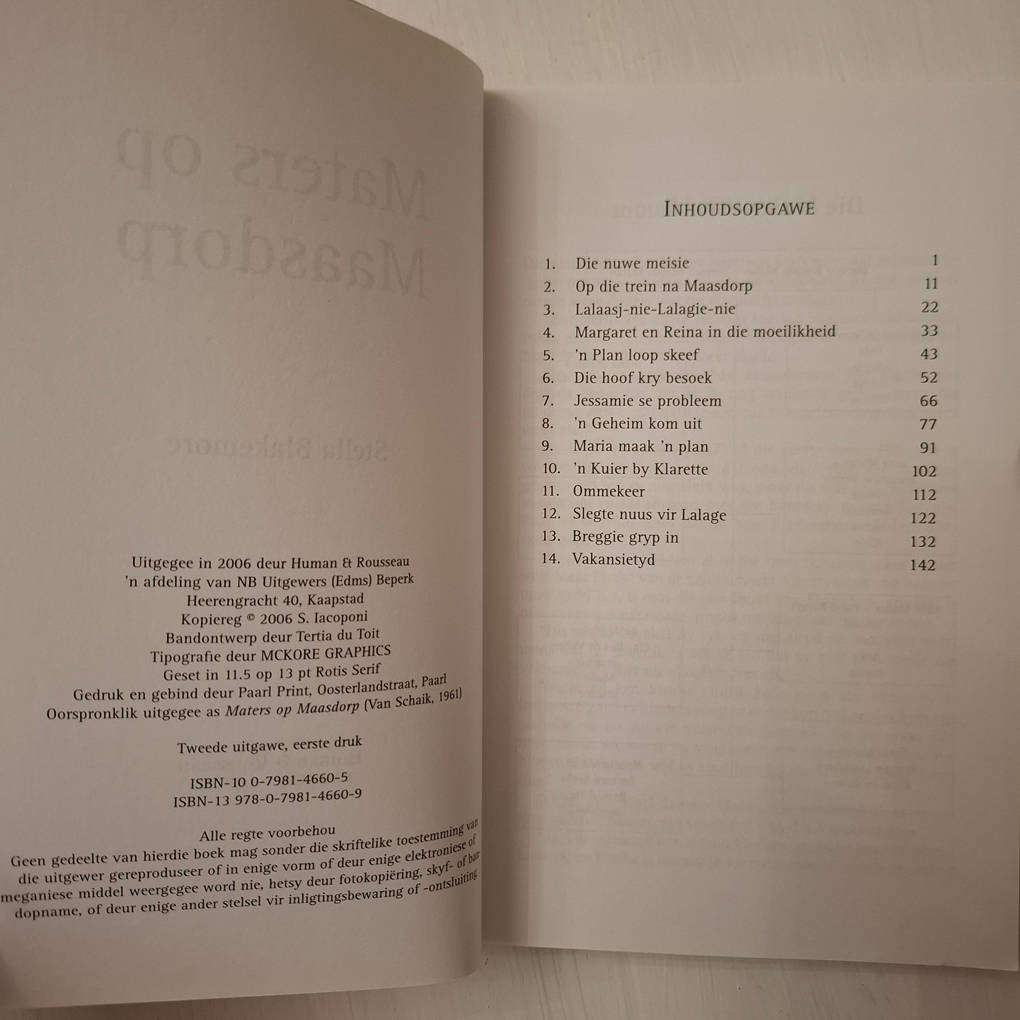 Maters op
Maasdorp
Stella Blakemore
Uitgegee in 2006 deur Human & Rousseau
'n afdeling van NB Uitgewers (Edms) Beperk
Heerengracht 40, Kaapstad
Kopiereg © 2006 S. Iacoponi
Bandontwerp deur Tertia du Toit
Tipografie deur MCKORE GRAPHICS
Geset in 11.5 op 13 pt Rotis Serif
Gedruk en gebind deur Paarl Print, Oosterlandstraat, Paarl
Oorspronklik uitgegee as Maters op Maasdorp (Van Schaik, 1961)
Tweede uitgawe, eerste druk
ISBN-10 0-7981-4660-5
ISBN-13 978-0-7981-4660-9
Alle regte voorbehou
Geen gedeelte van hierdie boek mag sonder die skriftelike toestemming van
die uitgewer gereproduseer of in enige vorm of deur enige elektroniese of
meganiese middel weergegee word nie, hetsy deur fotokopiëring, skyf- of ban
dopname, of deur enige ander stelsel vir inligtingsbewaring of -ontsluiting
INHOUDSOPGAWE
1. Die nuwe meisie 1
2. Op die trein na Maasdorp 11
3. Lalaasj-nie-Lalagie-nie 22
4. Margaret en Reina in die moeilikheid 33
5. 'n Plan loop skeef 43
6. Die hoof kry besoek 52
7. Jessamie se probleem 66
8. 'n Geheim kom uit 77
9. Maria maak 'n plan 91
10. 'n Kuier by Klarette 102
11. Ommekeer 112
12. Slegte nuus vir Lalage 122
13. Breggie gryp in 132
14. Vakansietyd 142